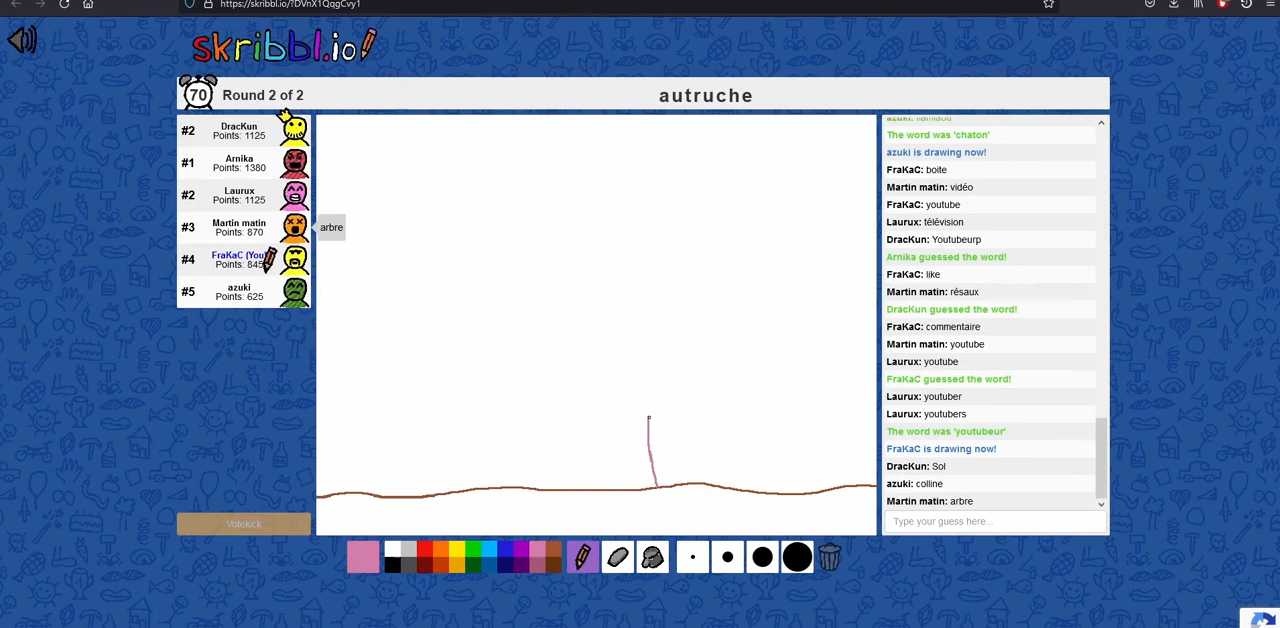 https://skribbl.io/?DVnX1QqgCvy1
skribbl.io
70
Round 2 of 2
autruche
#2
DracKun
Points: 1125
#1
Arnika
Points: 1380
#2
Laurux
Points: 1125
#3
Martin matin
Points: 870
arbre
#4
FraKaC (You)
Points: 845
#5
azuki
Points: 625
Votekick
azuki: miamiaou
The word was 'chaton'
azuki is drawing now!
FraKaC: boite
Martin matin: vidéo
FraKaC: youtube
Laurux: télévision
DracKun: Youtubeurp
Arnika guessed the word!
FraKaC: like
Martin matin: résaux
DracKun guessed the word!
FraKaC: commentaire
Martin matin: youtube
Laurux: youtube
FraKaC guessed the word!
Laurux: youtuber
Laurux: youtubers
The word was 'youtubeur'
FraKaC is drawing now!
DracKun: Sol
azuki: colline
Martin matin: arbre
Type your guess here...